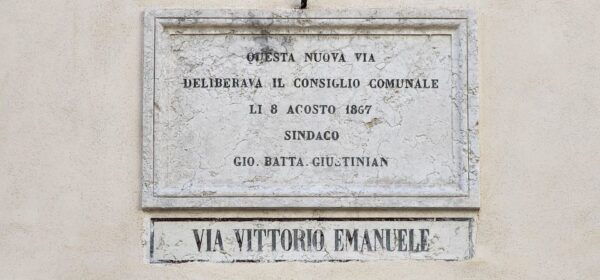 QUESTA NUOVA VIA
DELIBERAVA IL CONSIGLIO COMUNALE
LI 8 AGOSTO 1867
SINDACO
GIO. BATTA. GIUSTINIAN
VIA VITTORIO EMANUELE